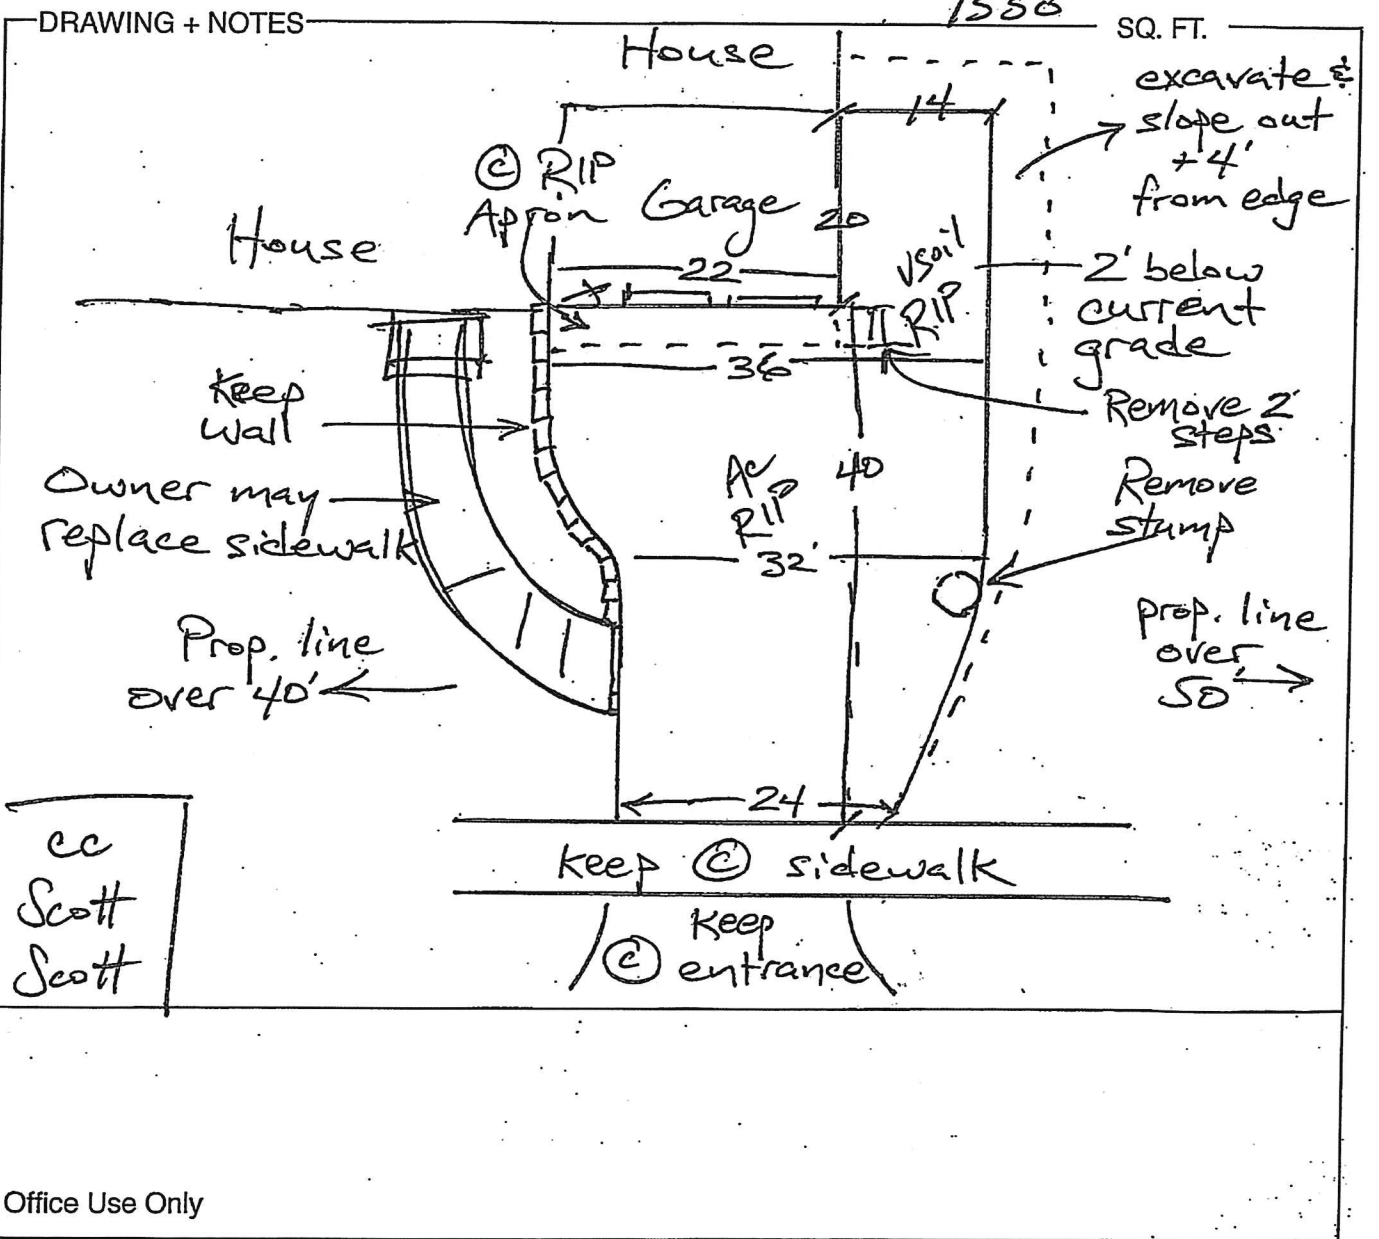 DRAWING + NOTES
1550
SQ. FT.
House
14
excavate &
slope out
+ 4'
from edge
© RIP
Apron
Garage
20
House
22
soil
RIP
2' below
current
grade
36
Keep
wall
Remove 2
steps
Owner may
replace sidewalk
AC
RIP
40
Remove
stump
32'
Prop. line
over 40'
prop. line
over
50'
24
CC
Scott
Scott
keep © sidewalk
Keep
© entrance
Office Use Only